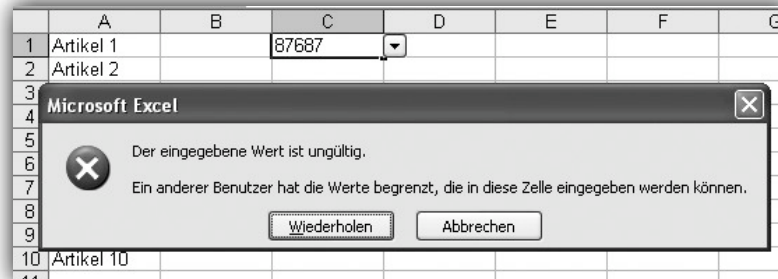 A B C D E F G
1 Artikel 1 87687
2 Artikel 2
3
4
Microsoft Excel
5
6
7
8
9
Der eingegebene Wert ist ungültig.
Ein anderer Benutzer hat die Werte begrenzt, die in diese Zelle eingegeben werden können.
Wiederholen Abbrechen
10 Artikel 10
11